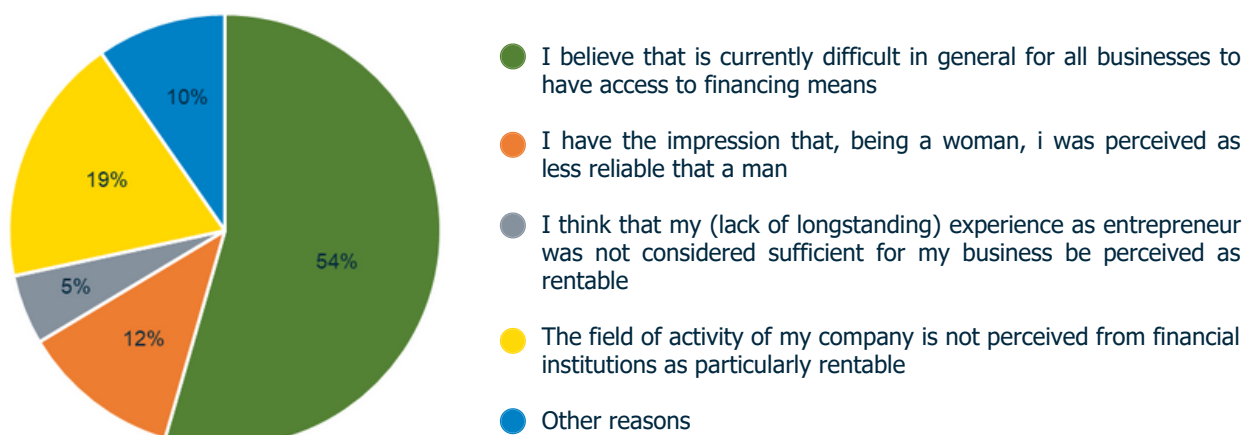 10%
19%
54%
5%
12%
I believe that is currently difficult in general for all businesses to
have access to financing means
I have the impression that, being a woman, i was perceived as
less reliable that a man
I think that my (lack of longstanding) experience as entrepreneur
was not considered sufficient for my business be perceived as
rentable
The field of activity of my company is not perceived from financial
institutions as particularly rentable
Other reasons